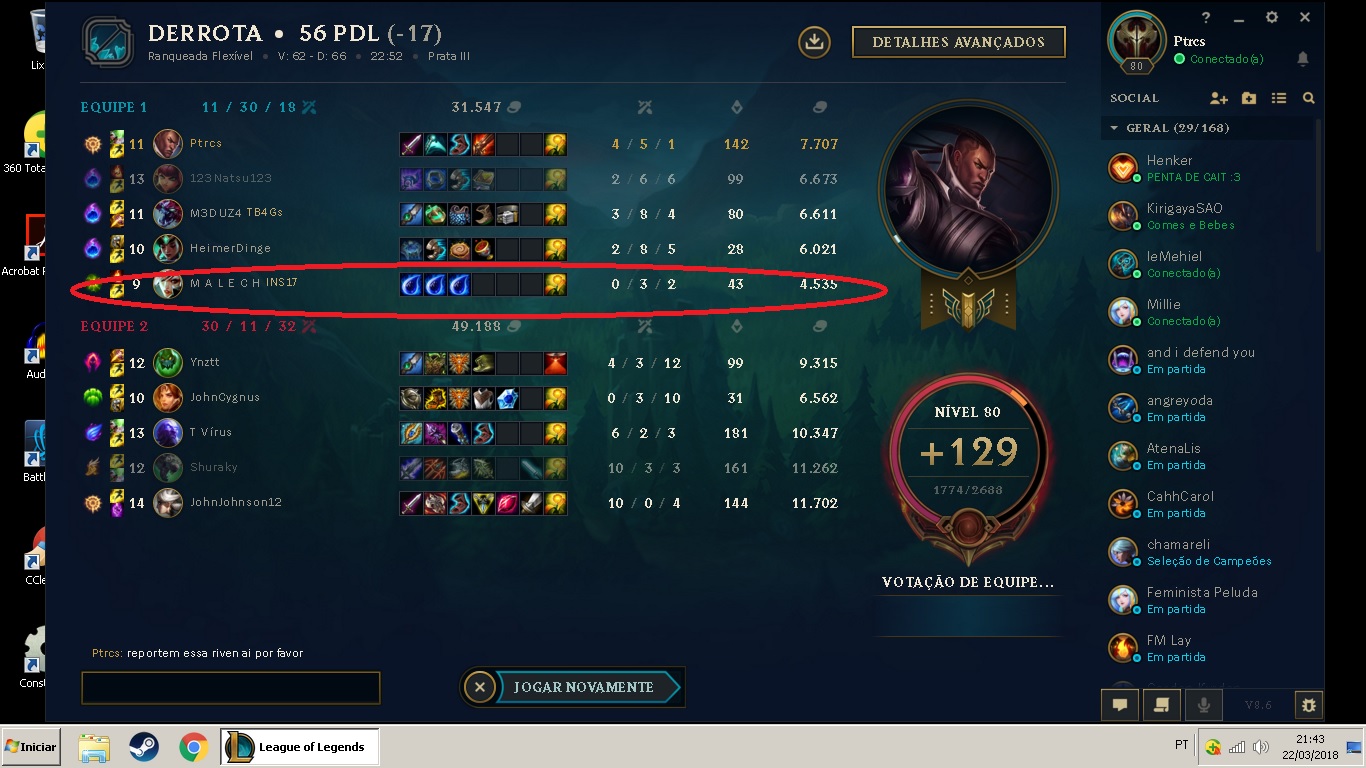 DERROTA • 56 PDL (-17)
Ranqueada Flexível • V: 62 - D: 66 • 22:52 • Prata III
DETALHES AVANÇADOS
EQUIPE 1 11 / 30 / 18 31.547
11 Ptrcs 4 / 5 / 1 142 7.707
13 123Natsu123 2 / 6 / 6 99 6.673
11 M3DUZ4 TB4Gs 3 / 8 / 4 80 6.611
10 HeimerDinge 2 / 8 / 5 28 6.021
9 M A L E C H INS17 0 / 3 / 2 43 4.535
EQUIPE 2 30 / 11 / 32 49.188
12 Ynztt 4 / 3 / 12 99 9.315
10 JohnCygnus 0 / 3 / 10 31 6.562
13 T Vírus 6 / 2 / 3 181 10.347
12 Shuraky 10 / 3 / 3 161 11.262
14 JohnJohnson12 10 / 0 / 4 144 11.702
NÍVEL 80
+129
1774/2688
VOTAÇÃO DE EQUIPE...
Ptrcs: reportem essa riven ai por favor
JOGAR NOVAMENTE
?
80
Ptrcs
Conectado(a)
SOCIAL
GERAL (29/168)
Henker
PENTA DE CAIT :3
KirigayaSAO
Comes e Bebes
leMehiel
Conectado(a)
Millie
Conectado(a)
and i defend you
Em partida
angreyoda
Em partida
AtenaLis
Em partida
CahhCarol
Em partida
chamareli
Seleção de Campeões
Feminista Peluda
Em partida
FM Lay
Em partida
V8.6
Lix
360 Tota
Acrobat R
Aud
Battl
CCle
Const
Iniciar
League of Legends
PT
21:43
22/03/2018